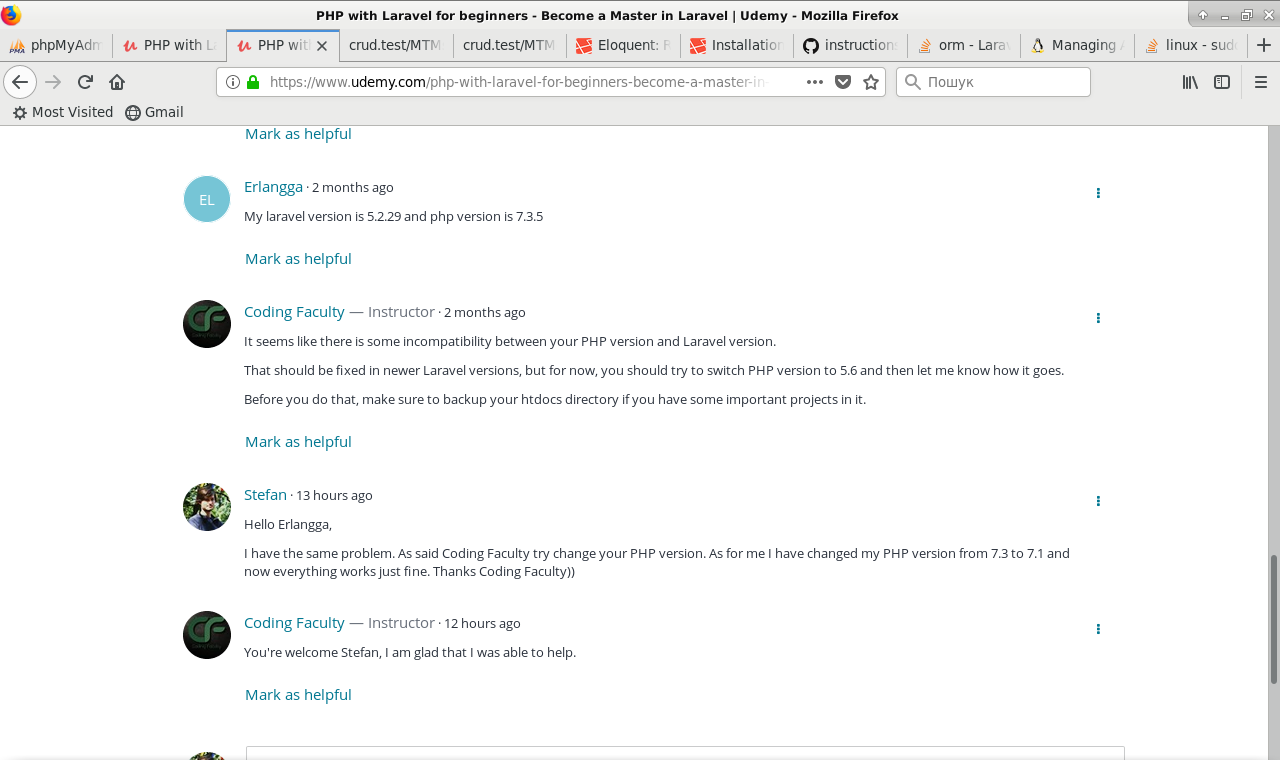 PHP with Laravel for beginners - Become a Master in Laravel | Udemy - Mozilla Firefox
phpMyAdm PHP with L PHP wit crud.test/MTM crud.test/MTM Eloquent: R Installation instructions orm - Larav Managing A linux - sudo
https://www.udemy.com/php-with-laravel-for-beginners-become-a-master-in- Пошук
Most Visited Gmail
Mark as helpful
EL
Erlangga · 2 months ago
My laravel version is 5.2.29 and php version is 7.3.5
Mark as helpful
Coding Faculty — Instructor · 2 months ago
It seems like there is some incompatibility between your PHP version and Laravel version.
That should be fixed in newer Laravel versions, but for now, you should try to switch PHP version to 5.6 and then let me know how it goes.
Before you do that, make sure to backup your htdocs directory if you have some important projects in it.
Mark as helpful
Stefan · 13 hours ago
Hello Erlangga,
I have the same problem. As said Coding Faculty try change your PHP version. As for me I have changed my PHP version from 7.3 to 7.1 and
now everything works just fine. Thanks Coding Faculty))
Coding Faculty — Instructor · 12 hours ago
You're welcome Stefan, I am glad that I was able to help.
Mark as helpful